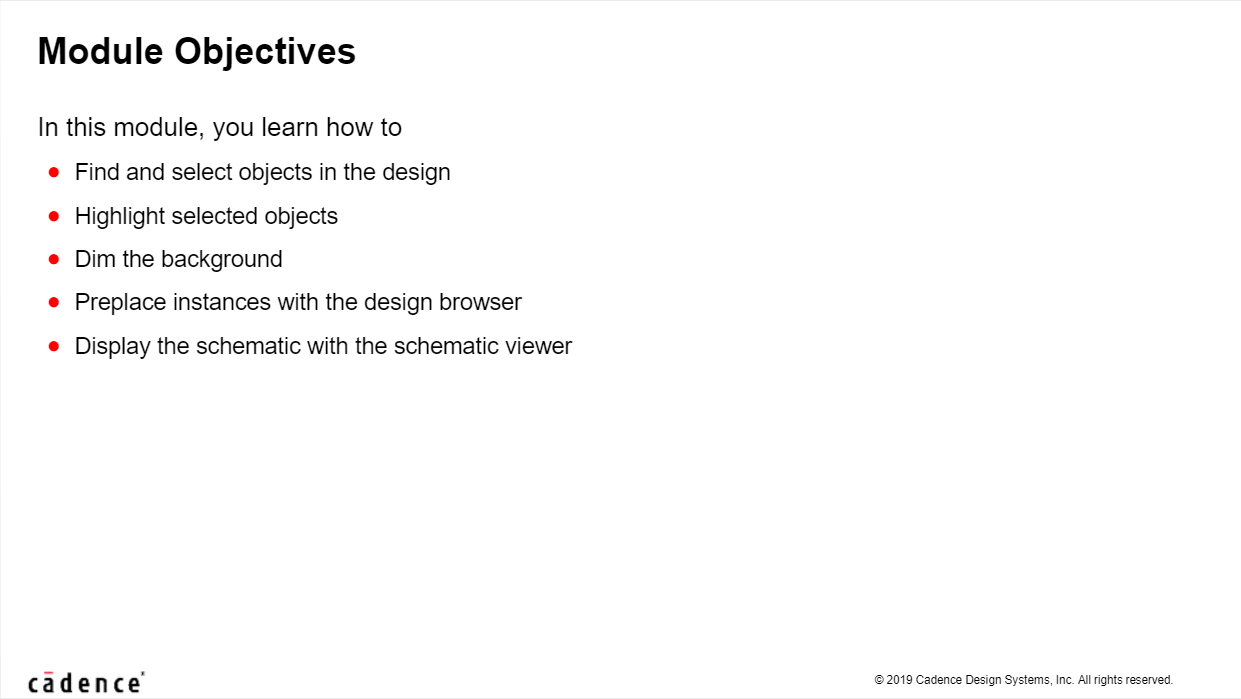 Module Objectives
In this module, you learn how to
Find and select objects in the design
Highlight selected objects
Dim the background
Preplace instances with the design browser
Display the schematic with the schematic viewer
cādence
© 2019 Cadence Design Systems, Inc. All rights reserved.